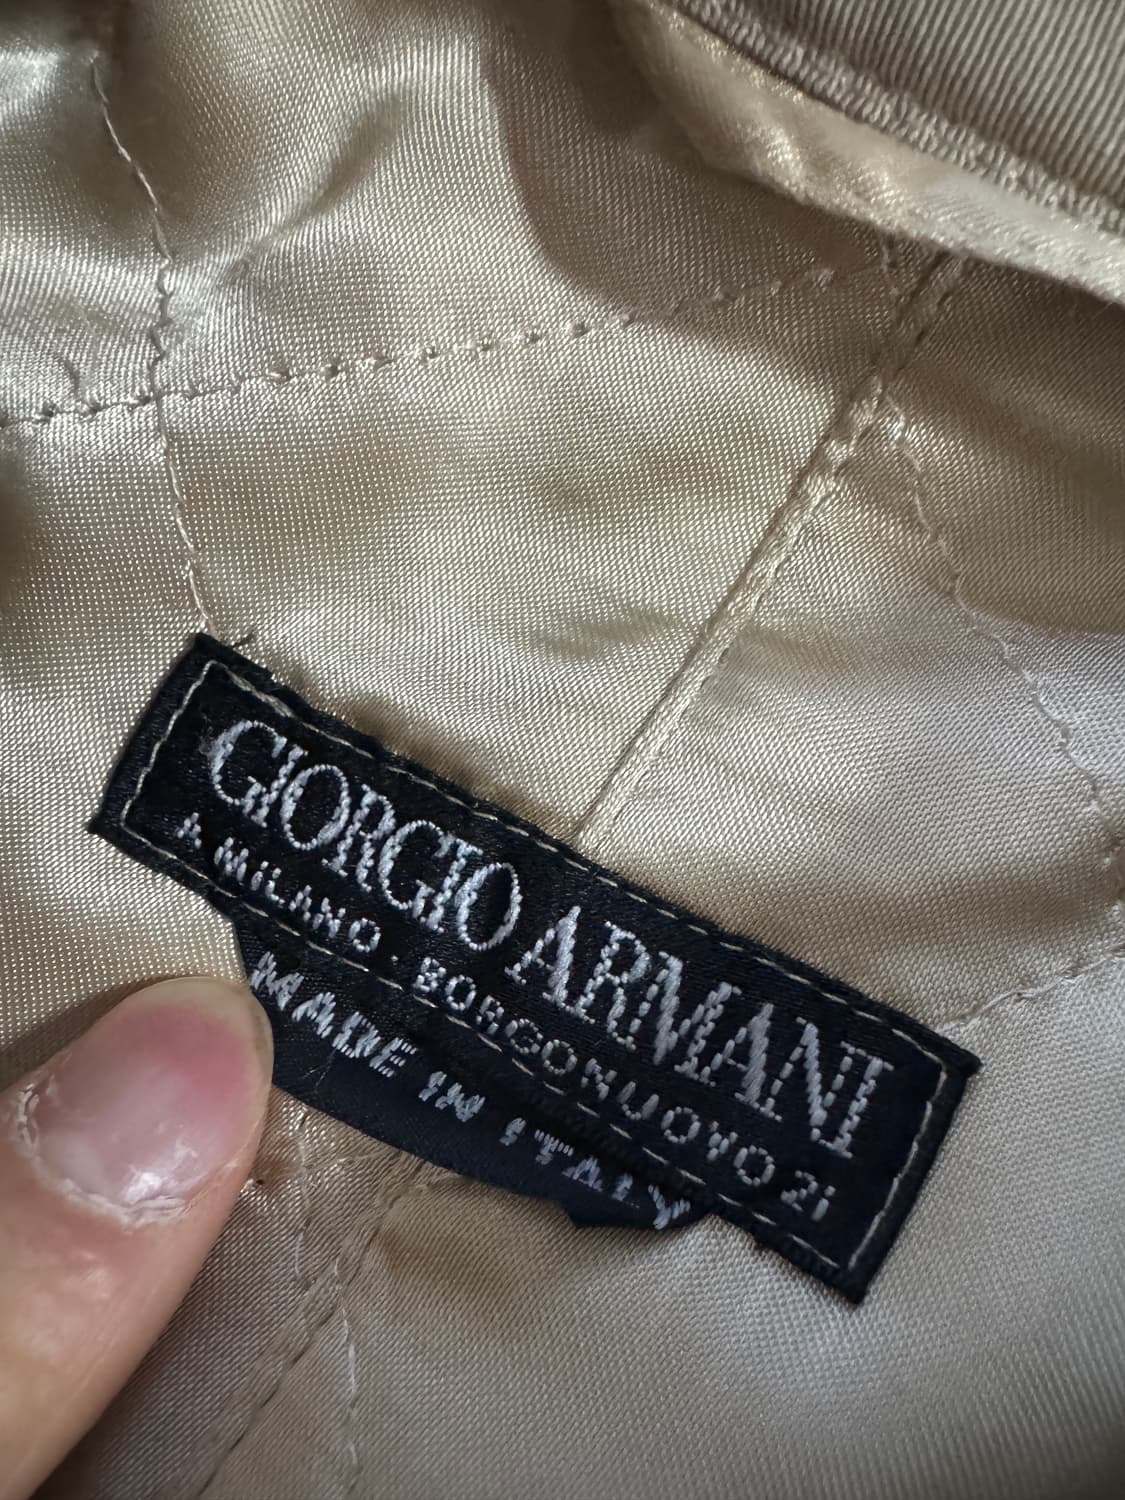 GIORGIO ARMANI
A MILANO · BORGONUOVO 21
MADE IN ITALY